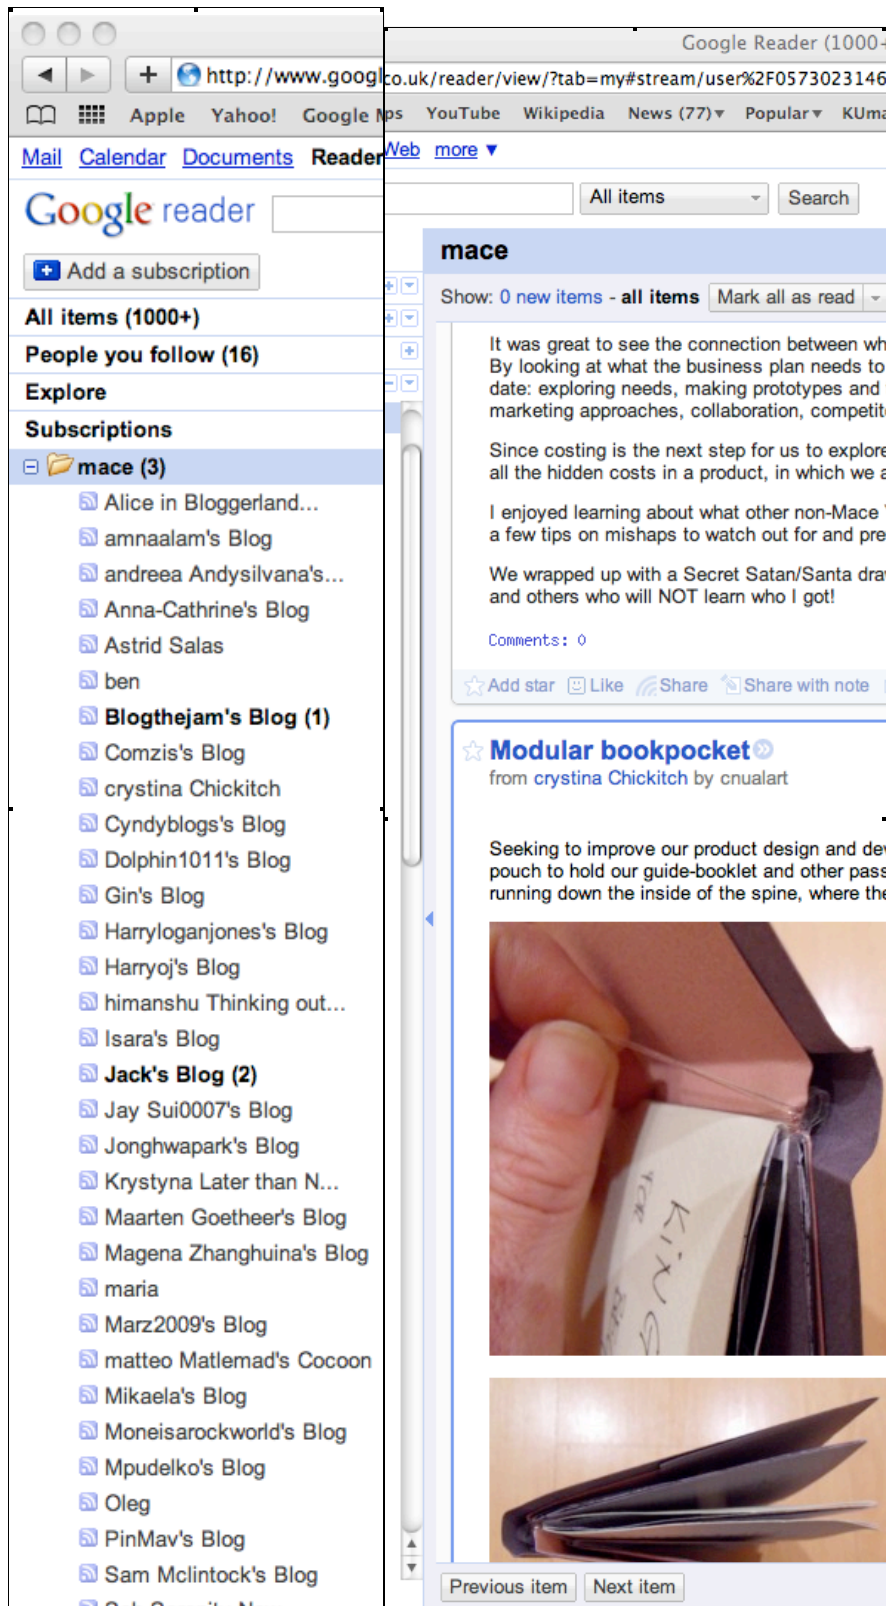 http://www.googl
Apple Yahoo! Google M
Mail Calendar Documents Reader
Google reader
Add a subscription
All items (1000+)
People you follow (16)
Explore
Subscriptions
mace (3)
Alice in Bloggerland...
amnaalam's Blog
andreea Andysilvana's...
Anna-Cathrine's Blog
Astrid Salas
ben
Blogthejam's Blog (1)
Comzis's Blog
crystina Chickitch
Cyndyblogs's Blog
Dolphin1011's Blog
Gin's Blog
Harryloganjones's Blog
Harryoj's Blog
himanshu Thinking out...
Isara's Blog
Jack's Blog (2)
Jay Sui0007's Blog
Jonghwapark's Blog
Krystyna Later than N...
Maarten Goetheer's Blog
Magena Zhanghuina's Blog
maria
Marz2009's Blog
matteo Matlemad's Cocoon
Mikaela's Blog
Moneisarockworld's Blog
Mpudelko's Blog
Oleg
PinMav's Blog
Sam Mclintock's Blog
Google Reader (1000+
co.uk/reader/view/?tab=my#stream/user%2F0573023146
ps YouTube Wikipedia News (77) Popular KUma
Web more
All items Search
mace
Show: 0 new items - all items Mark all as read
It was great to see the connection between wh
By looking at what the business plan needs to
date: exploring needs, making prototypes and
marketing approaches, collaboration, competit
Since costing is the next step for us to explore
all the hidden costs in a product, in which we a
I enjoyed learning about what other non-Mace
a few tips on mishaps to watch out for and pre
We wrapped up with a Secret Satan/Santa dra
and others who will NOT learn who I got!
Comments: 0
Add star Like Share Share with note
Modular bookpocket
from crystina Chickitch by cnualart
Seeking to improve our product design and de
pouch to hold our guide-booklet and other pass
running down the inside of the spine, where the
KING
Previous item Next item